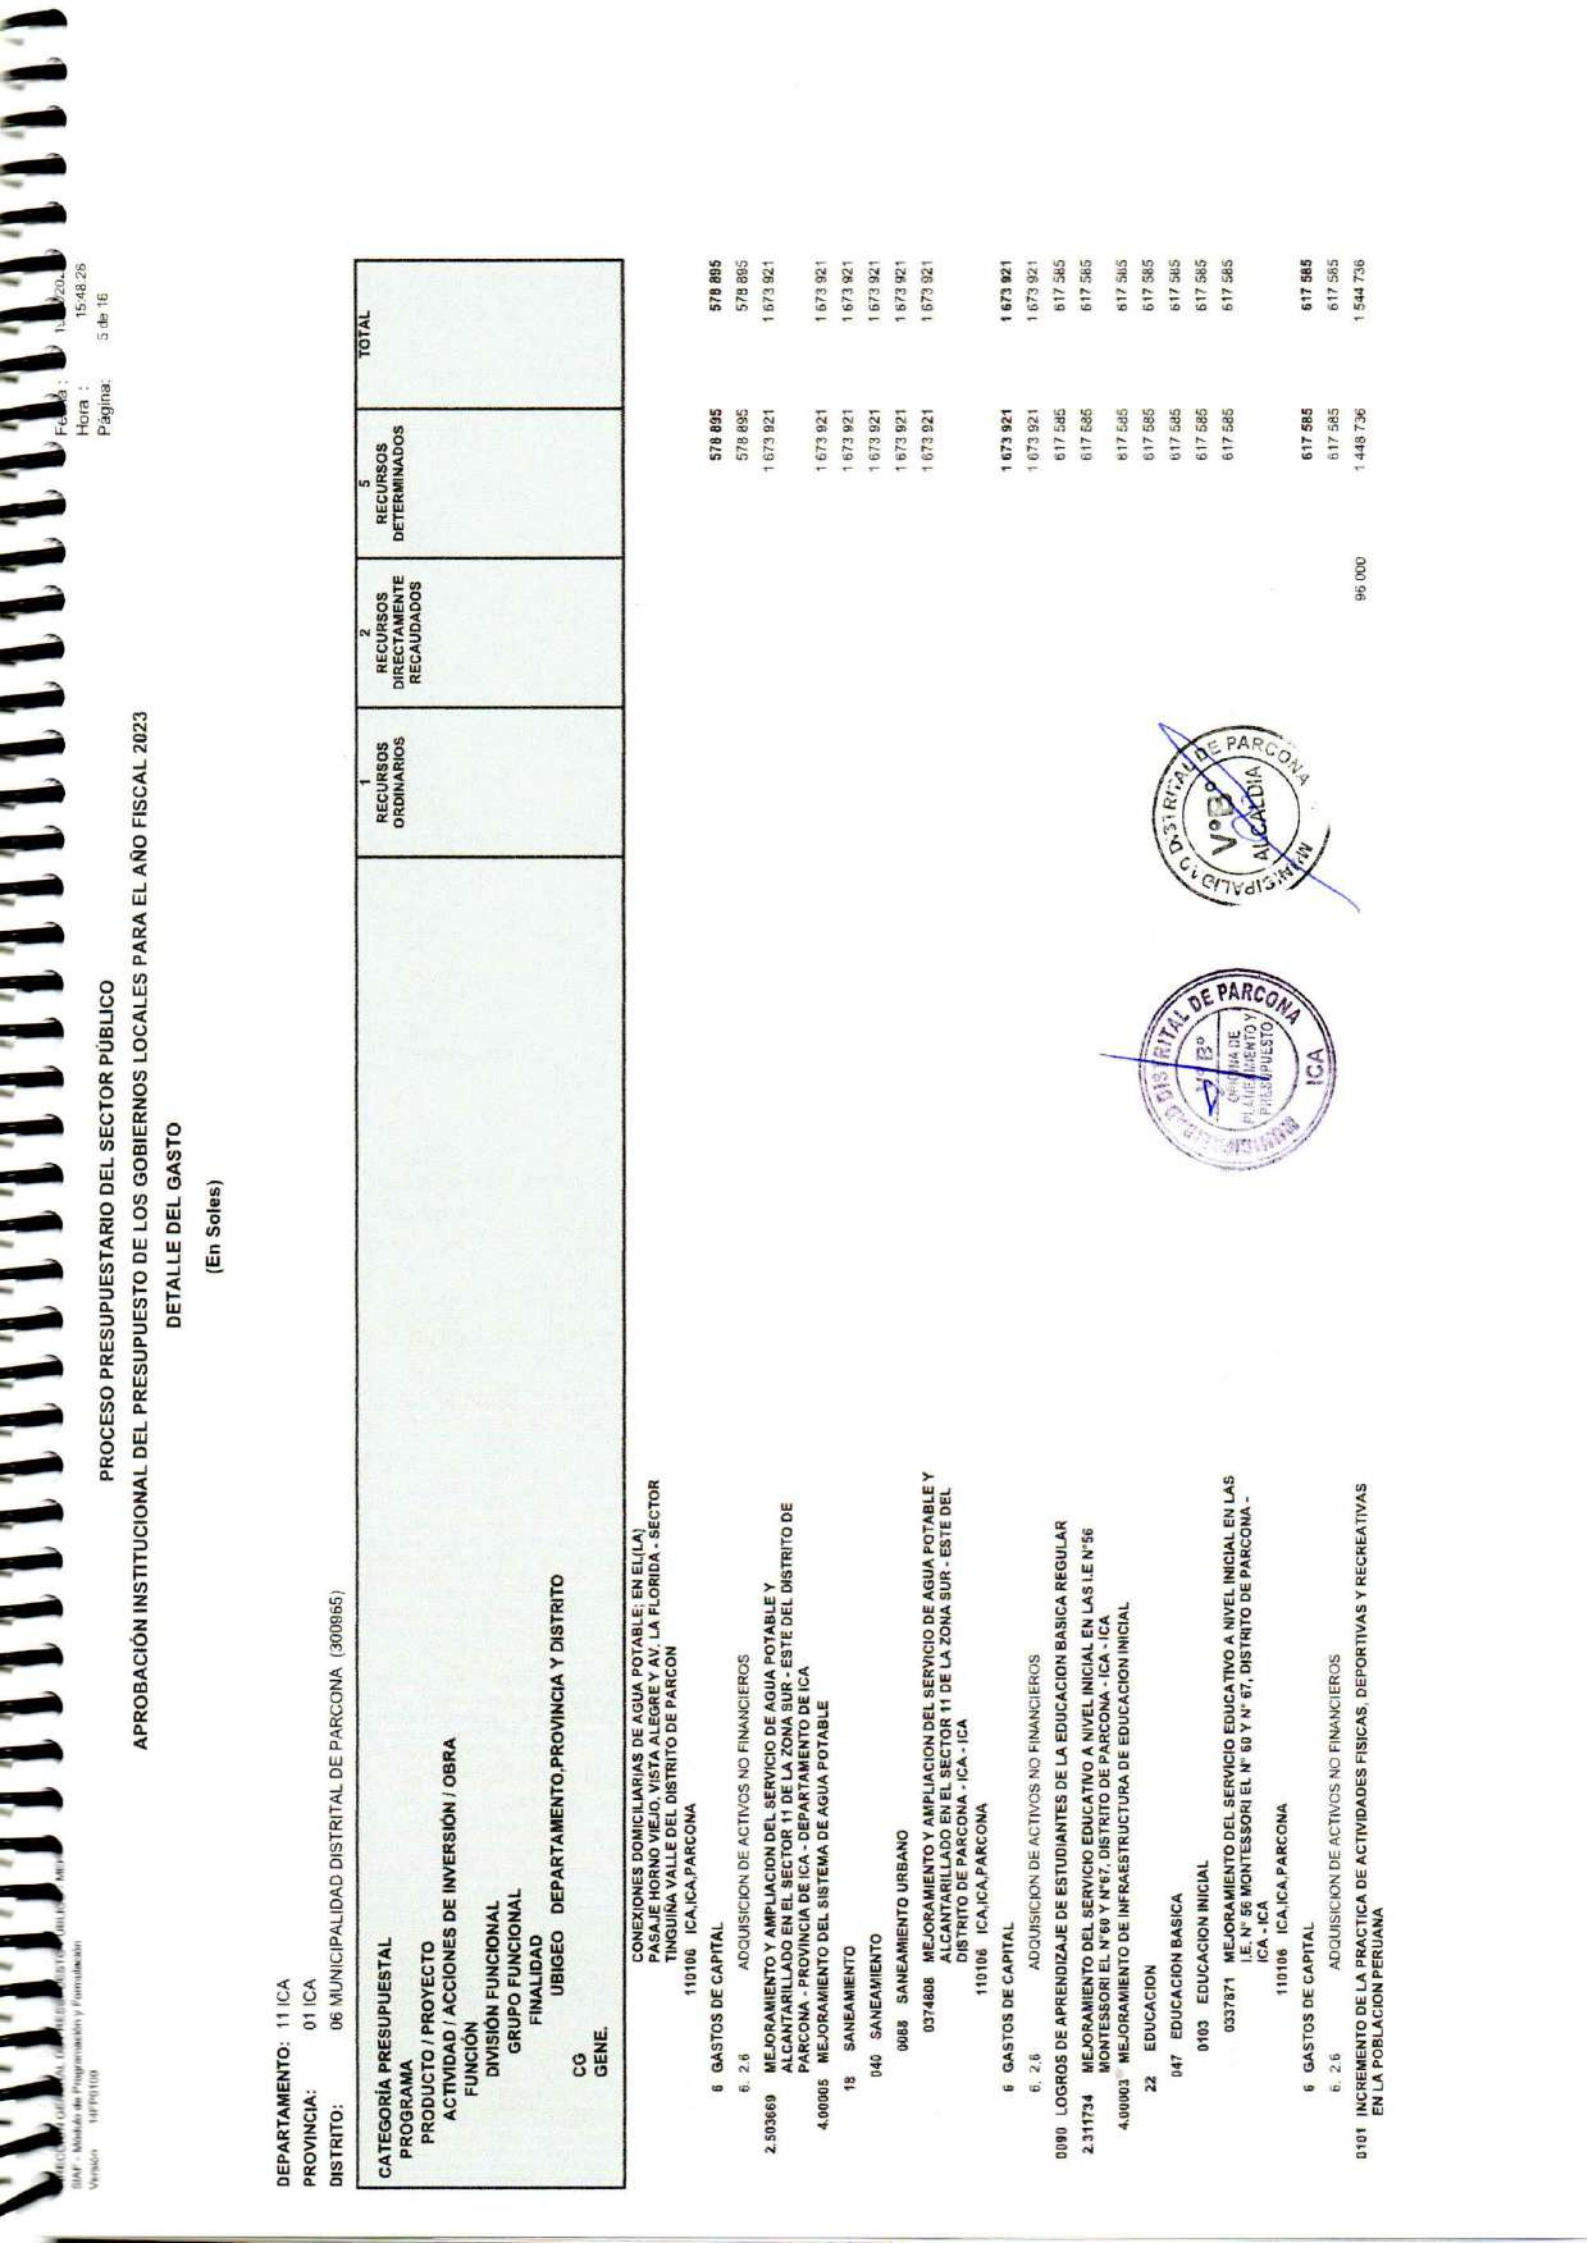 SIAF - Módulo de Programación y Formulación
Versión 14FP0100
Hora : 15:48:26
Página: 5 de 16
PROCESO PRESUPUESTARIO DEL SECTOR PÚBLICO
APROBACIÓN INSTITUCIONAL DEL PRESUPUESTO DE LOS GOBIERNOS LOCALES PARA EL AÑO FISCAL 2023
DETALLE DEL GASTO
(En Soles)
DEPARTAMENTO: 11 ICA
PROVINCIA: 01 ICA
DISTRITO: 06 MUNICIPALIDAD DISTRITAL DE PARCONA (300965)
CATEGORÍA PRESUPUESTAL
PROGRAMA
PRODUCTO / PROYECTO
ACTIVIDAD / ACCIONES DE INVERSIÓN / OBRA
FUNCIÓN
DIVISIÓN FUNCIONAL
GRUPO FUNCIONAL
FINALIDAD
UBIGEO DEPARTAMENTO,PROVINCIA Y DISTRITO
CG
GENE.
1
RECURSOS
ORDINARIOS
2
RECURSOS
DIRECTAMENTE
RECAUDADOS
5
RECURSOS
DETERMINADOS
TOTAL
CONEXIONES DOMICILIARIAS DE AGUA POTABLE; EN EL(LA)
PASAJE HORNO VIEJO, VISTA ALEGRE Y AV. LA FLORIDA - SECTOR
TINGUIÑA VALLE DEL DISTRITO DE PARCON
110106 ICA,ICA,PARCONA
6 GASTOS DE CAPITAL 578 895 578 895
6. 2.6 ADQUISICION DE ACTIVOS NO FINANCIEROS 578 895 578 895
2.503669 MEJORAMIENTO Y AMPLIACION DEL SERVICIO DE AGUA POTABLE Y 1 673 921 1 673 921
ALCANTARILLADO EN EL SECTOR 11 DE LA ZONA SUR - ESTE DEL DISTRITO DE
PARCONA - PROVINCIA DE ICA - DEPARTAMENTO DE ICA
4.00005 MEJORAMIENTO DEL SISTEMA DE AGUA POTABLE 1 673 921 1 673 921
18 SANEAMIENTO 1 673 921 1 673 921
040 SANEAMIENTO 1 673 921 1 673 921
0088 SANEAMIENTO URBANO 1 673 921 1 673 921
0374808 MEJORAMIENTO Y AMPLIACION DEL SERVICIO DE AGUA POTABLE Y 1 673 921 1 673 921
ALCANTARILLADO EN EL SECTOR 11 DE LA ZONA SUR - ESTE DEL
DISTRITO DE PARCONA - ICA - ICA
110106 ICA,ICA,PARCONA
6 GASTOS DE CAPITAL 1 673 921 1 673 921
6. 2.6 ADQUISICION DE ACTIVOS NO FINANCIEROS 1 673 921 1 673 921
0090 LOGROS DE APRENDIZAJE DE ESTUDIANTES DE LA EDUCACION BASICA REGULAR 617 585 617 585
2.311734 MEJORAMIENTO DEL SERVICIO EDUCATIVO A NIVEL INICIAL EN LAS I.E N°56 617 585 617 585
MONTESSORI EL N°60 Y N°67, DISTRITO DE PARCONA - ICA - ICA
4.00003 MEJORAMIENTO DE INFRAESTRUCTURA DE EDUCACION INICIAL 617 585 617 585
22 EDUCACION 617 585 617 585
047 EDUCACION BASICA 617 585 617 585
0103 EDUCACION INICIAL 617 585 617 585
0337871 MEJORAMIENTO DEL SERVICIO EDUCATIVO A NIVEL INICIAL EN LAS 617 585 617 585
I.E. N° 56 MONTESSORI EL N° 60 Y N° 67, DISTRITO DE PARCONA -
ICA - ICA
110106 ICA,ICA,PARCONA
6 GASTOS DE CAPITAL 617 585 617 585
6. 2.6 ADQUISICION DE ACTIVOS NO FINANCIEROS 617 585 617 585
0101 INCREMENTO DE LA PRACTICA DE ACTIVIDADES FISICAS, DEPORTIVAS Y RECREATIVAS 96 000 1 448 736 1 544 736
EN LA POBLACION PERUANA
MUNICIPALIDAD DISTRITAL DE PARCONA
V° B°
OFICINA DE
PLANEAMIENTO Y
PRESUPUESTO
ICA
MUNICIPALIDAD DISTRITAL DE PARCONA
V°B°
ALCALDIA